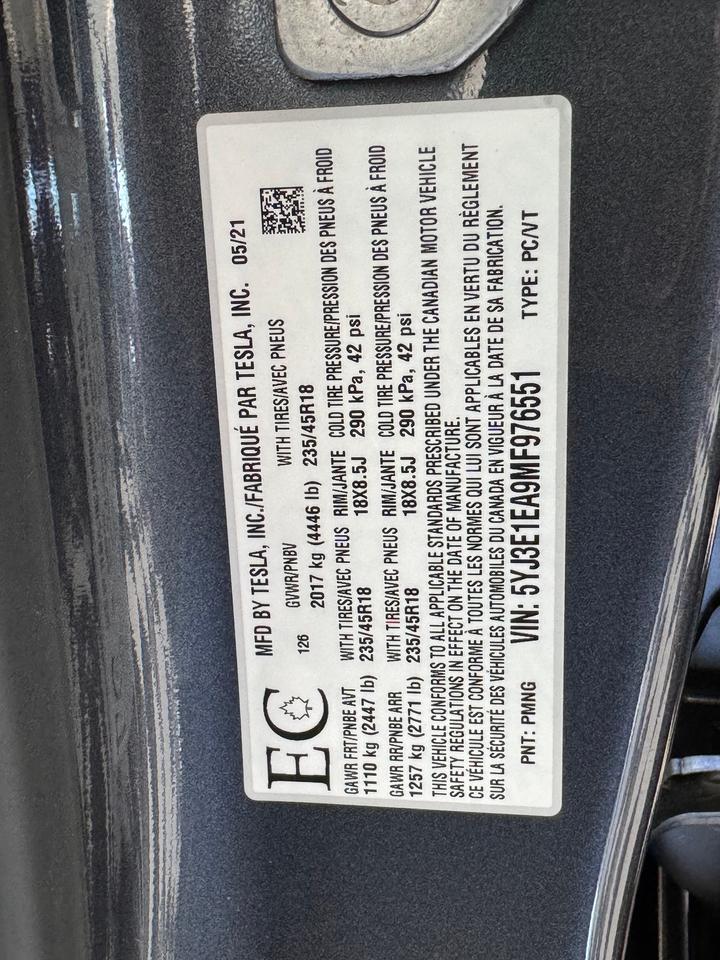 MFD BY TESLA, INC./FABRIQUÉ PAR TESLA, INC. 05/21
EC
126 GVWR/PNBV WITH TIRES/AVEC PNEUS
2017 kg (4446 lb) 235/45R18
GAWR FRT/PNBE AVT WITH TIRES/AVEC PNEUS RIM/JANTE COLD TIRE PRESSURE/PRESSION DES PNEUS À FROID
1110 kg (2447 lb) 235/45R18 18X8.5J 290 kPa, 42 psi
GAWR RR/PNBE ARR WITH TIRES/AVEC PNEUS RIM/JANTE COLD TIRE PRESSURE/PRESSION DES PNEUS À FROID
1257 kg (2771 lb) 235/45R18 18X8.5J 290 kPa, 42 psi
THIS VEHICLE CONFORMS TO ALL APPLICABLE STANDARDS PRESCRIBED UNDER THE CANADIAN MOTOR VEHICLE
SAFETY REGULATIONS IN EFFECT ON THE DATE OF MANUFACTURE.
CE VÉHICULE EST CONFORME À TOUTES LES NORMES QUI LUI SONT APPLICABLES EN VERTU DU RÈGLEMENT
SUR LA SÉCURITÉ DES VÉHICULES AUTOMOBILES DU CANADA EN VIGUEUR À LA DATE DE SA FABRICATION.
PNT: PMNG VIN: 5YJ3E1EA9MF976551 TYPE: PC/VT